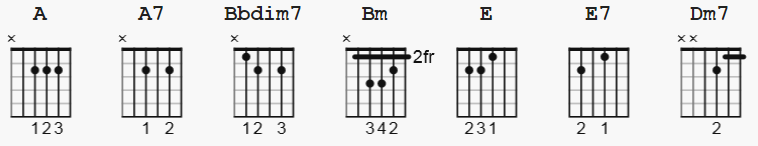 A A7 Bbdim7 Bm E E7 Dm7
× × × × ××
2fr
123 1 2 12 3 342 231 2 1 2